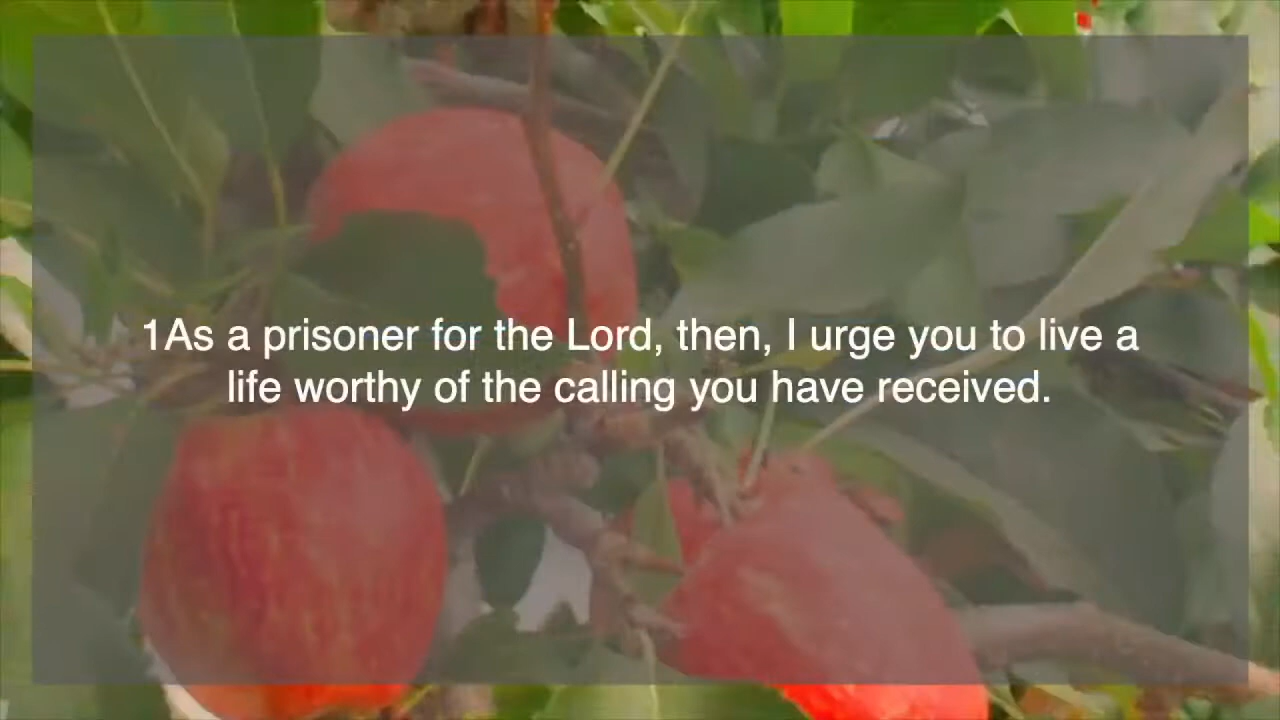 1As a prisoner for the Lord, then, I urge you to live a
life worthy of the calling you have received.